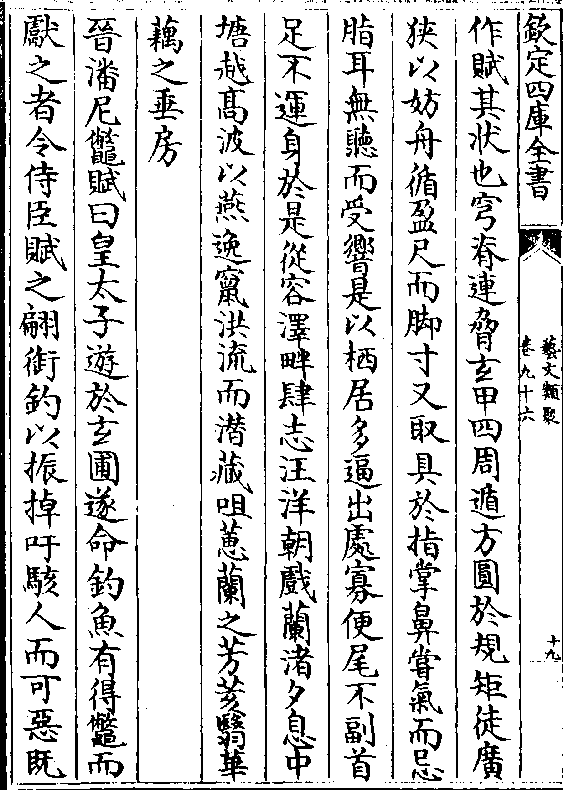 欽定四庫全書
藝文類聚
卷九十六
十九
作賦其狀也穹脊連脅玄甲四周遁方圓於規矩徒廣
狹以妨舟循盈尺而脚寸又取具於指掌鼻嘗氣而忌
脂耳無聽而受響是以栖居多逼出處寡便尾不副首
足不運身於是從容澤畔肆志汪洋朝戲蘭渚夕息中
塘越高波以燕逸竄洪流而潛藏咀蕙蘭之芳荄翳華
藕之垂房
晉潘尼鼈賦曰皇太子遊於玄圃遂命釣魚有得鼈而
獻之者令侍臣賦之翩銜釣以振掉吁駭人而可惡既